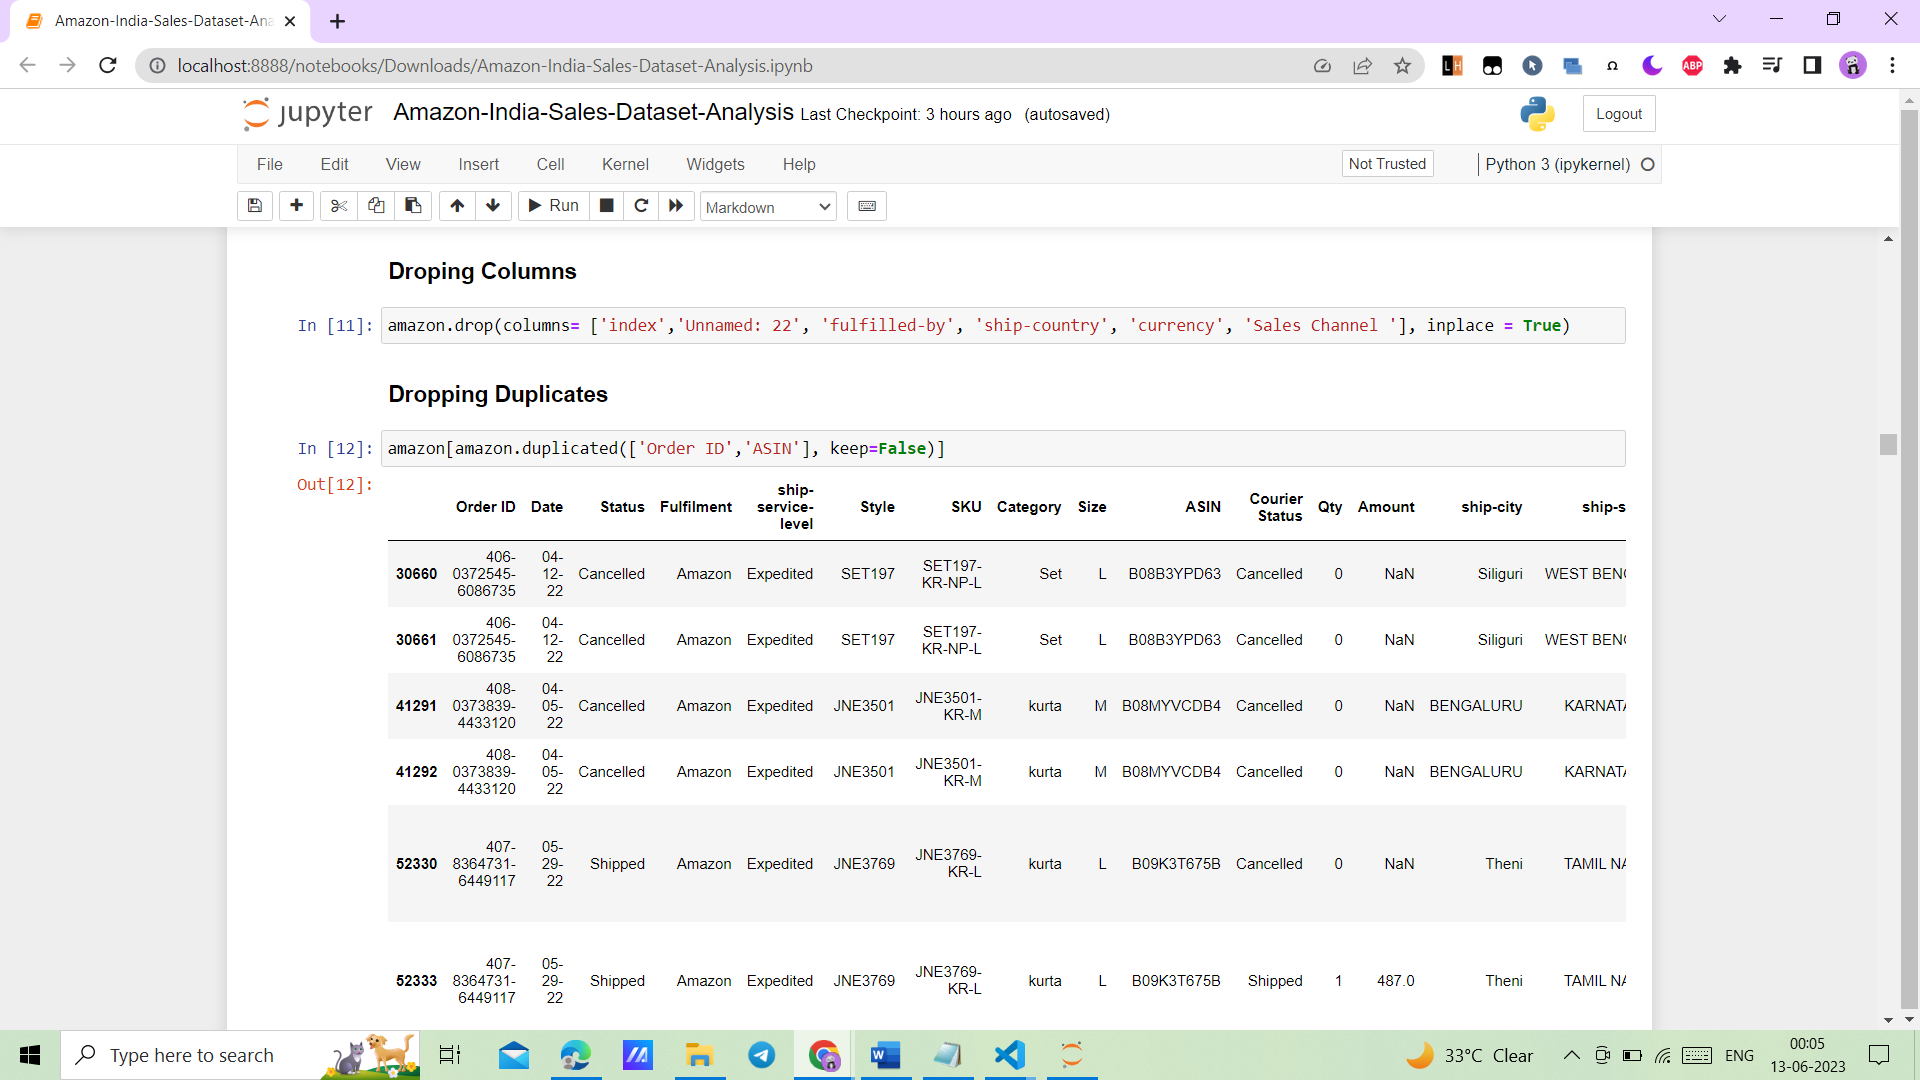 Amazon-India-Sales-Dataset-Ana
localhost:8888/notebooks/Downloads/Amazon-India-Sales-Dataset-Analysis.ipynb
LH
ABP
jupyter Amazon-India-Sales-Dataset-Analysis Last Checkpoint: 3 hours ago (autosaved)
Logout
File Edit View Insert Cell Kernel Widgets Help
Not Trusted
Python 3 (ipykernel)
Run
Markdown
Droping Columns
In [11]: amazon.drop(columns= ['index','Unnamed: 22', 'fulfilled-by', 'ship-country', 'currency', 'Sales Channel '], inplace = True)
Dropping Duplicates
In [12]: amazon[amazon.duplicated(['Order ID','ASIN'], keep=False)]
Out[12]:
Order ID Date Status Fulfilment ship-service-level Style SKU Category Size ASIN Courier Status Qty Amount ship-city ship-s
30660 406-0372545-6086735 04-12-22 Cancelled Amazon Expedited SET197 SET197-KR-NP-L Set L B08B3YPD63 Cancelled 0 NaN Siliguri WEST BENG
30661 406-0372545-6086735 04-12-22 Cancelled Amazon Expedited SET197 SET197-KR-NP-L Set L B08B3YPD63 Cancelled 0 NaN Siliguri WEST BENG
41291 408-0373839-4433120 04-05-22 Cancelled Amazon Expedited JNE3501 JNE3501-KR-M kurta M B08MYVCDB4 Cancelled 0 NaN BENGALURU KARNATA
41292 408-0373839-4433120 04-05-22 Cancelled Amazon Expedited JNE3501 JNE3501-KR-M kurta M B08MYVCDB4 Cancelled 0 NaN BENGALURU KARNATA
52330 407-8364731-6449117 05-29-22 Shipped Amazon Expedited JNE3769 JNE3769-KR-L kurta L B09K3T675B Cancelled 0 NaN Theni TAMIL NA
52333 407-8364731-6449117 05-29-22 Shipped Amazon Expedited JNE3769 JNE3769-KR-L kurta L B09K3T675B Shipped 1 487.0 Theni TAMIL NA
Type here to search
33°C Clear
ENG
00:05
13-06-2023